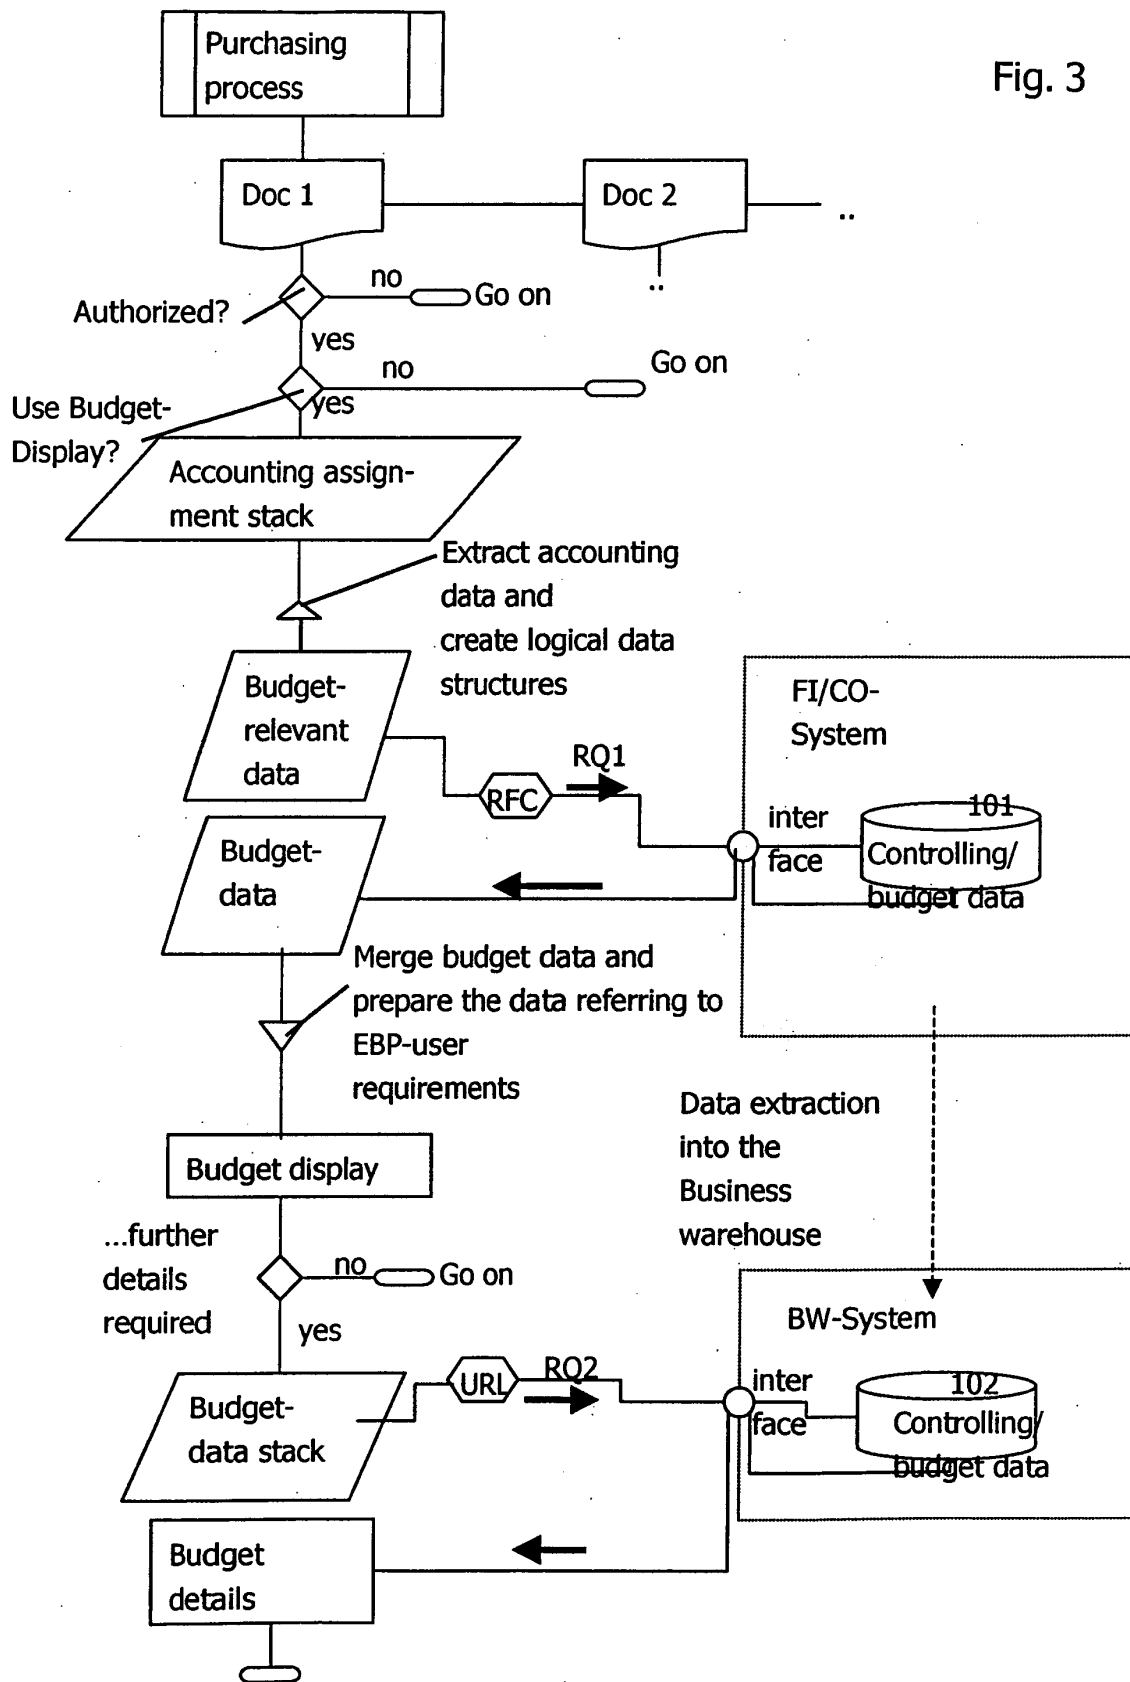 Purchasing
process
Fig. 3
Doc 1
Doc 2
..
..
no
Go on
Authorized?
yes
no
Go on
yes
Use Budget-
Display?
Accounting assign-
ment stack
Extract accounting
data and
create logical data
structures
Budget-
relevant
data
FI/CO-
System
RQ1
RFC
inter
face
101
Controlling/
budget data
Budget-
data
Merge budget data and
prepare the data referring to
EBP-user
requirements
Data extraction
into the
Business
warehouse
Budget display
...further
details
required
no
Go on
yes
BW-System
URL
RQ2
inter
face
102
Controlling/
budget data
Budget-
data stack
Budget
details